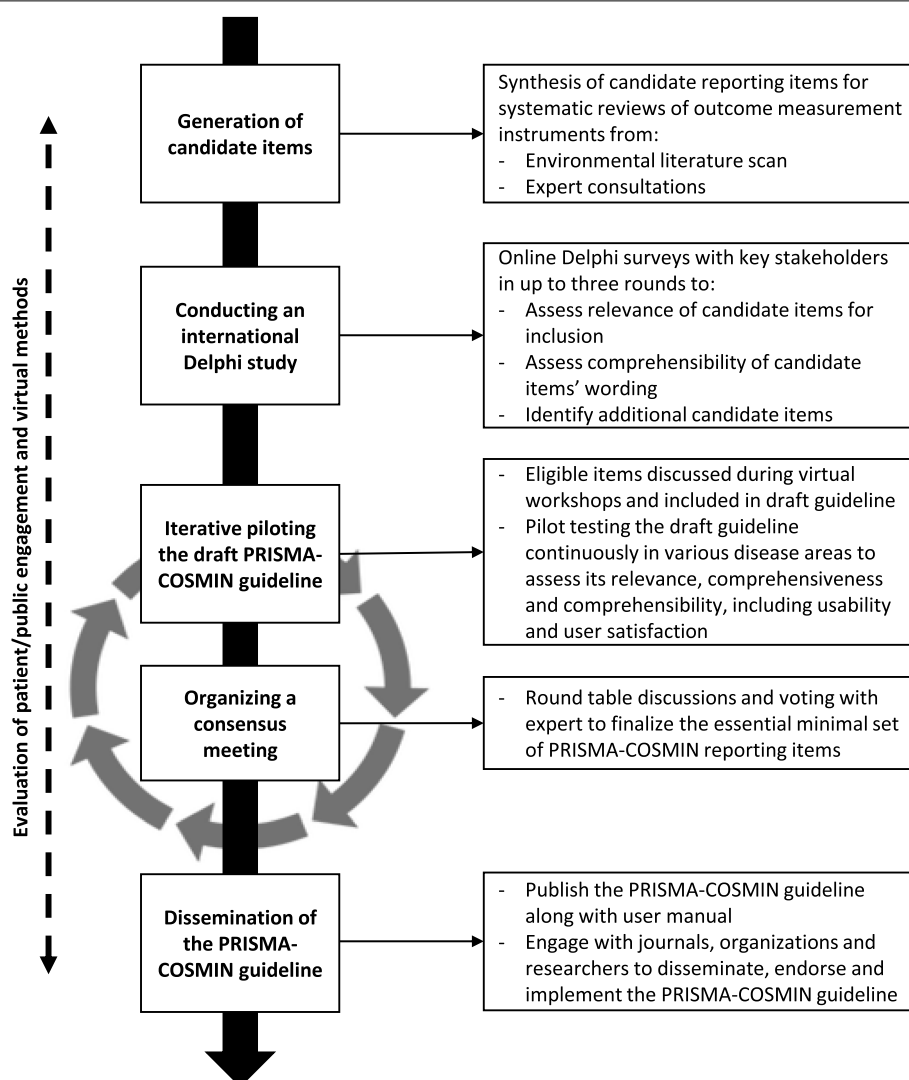 Evaluation of patient/public engagement and virtual methods
Generation of
candidate items
Synthesis of candidate reporting items for
systematic reviews of outcome measurement
instruments from:
- Environmental literature scan
- Expert consultations
Conducting an
international
Delphi study
Online Delphi surveys with key stakeholders
in up to three rounds to:
- Assess relevance of candidate items for
inclusion
- Assess comprehensibility of candidate
items’ wording
- Identify additional candidate items
Iterative piloting
the draft PRISMA-
COSMIN guideline
- Eligible items discussed during virtual
workshops and included in draft guideline
- Pilot testing the draft guideline
continuously in various disease areas to
assess its relevance, comprehensiveness
and comprehensibility, including usability
and user satisfaction
Organizing a
consensus
meeting
- Round table discussions and voting with
expert to finalize the essential minimal set
of PRISMA-COSMIN reporting items
Dissemination of
the PRISMA-
COSMIN guideline
- Publish the PRISMA-COSMIN guideline
along with user manual
- Engage with journals, organizations and
researchers to disseminate, endorse and
implement the PRISMA-COSMIN guideline